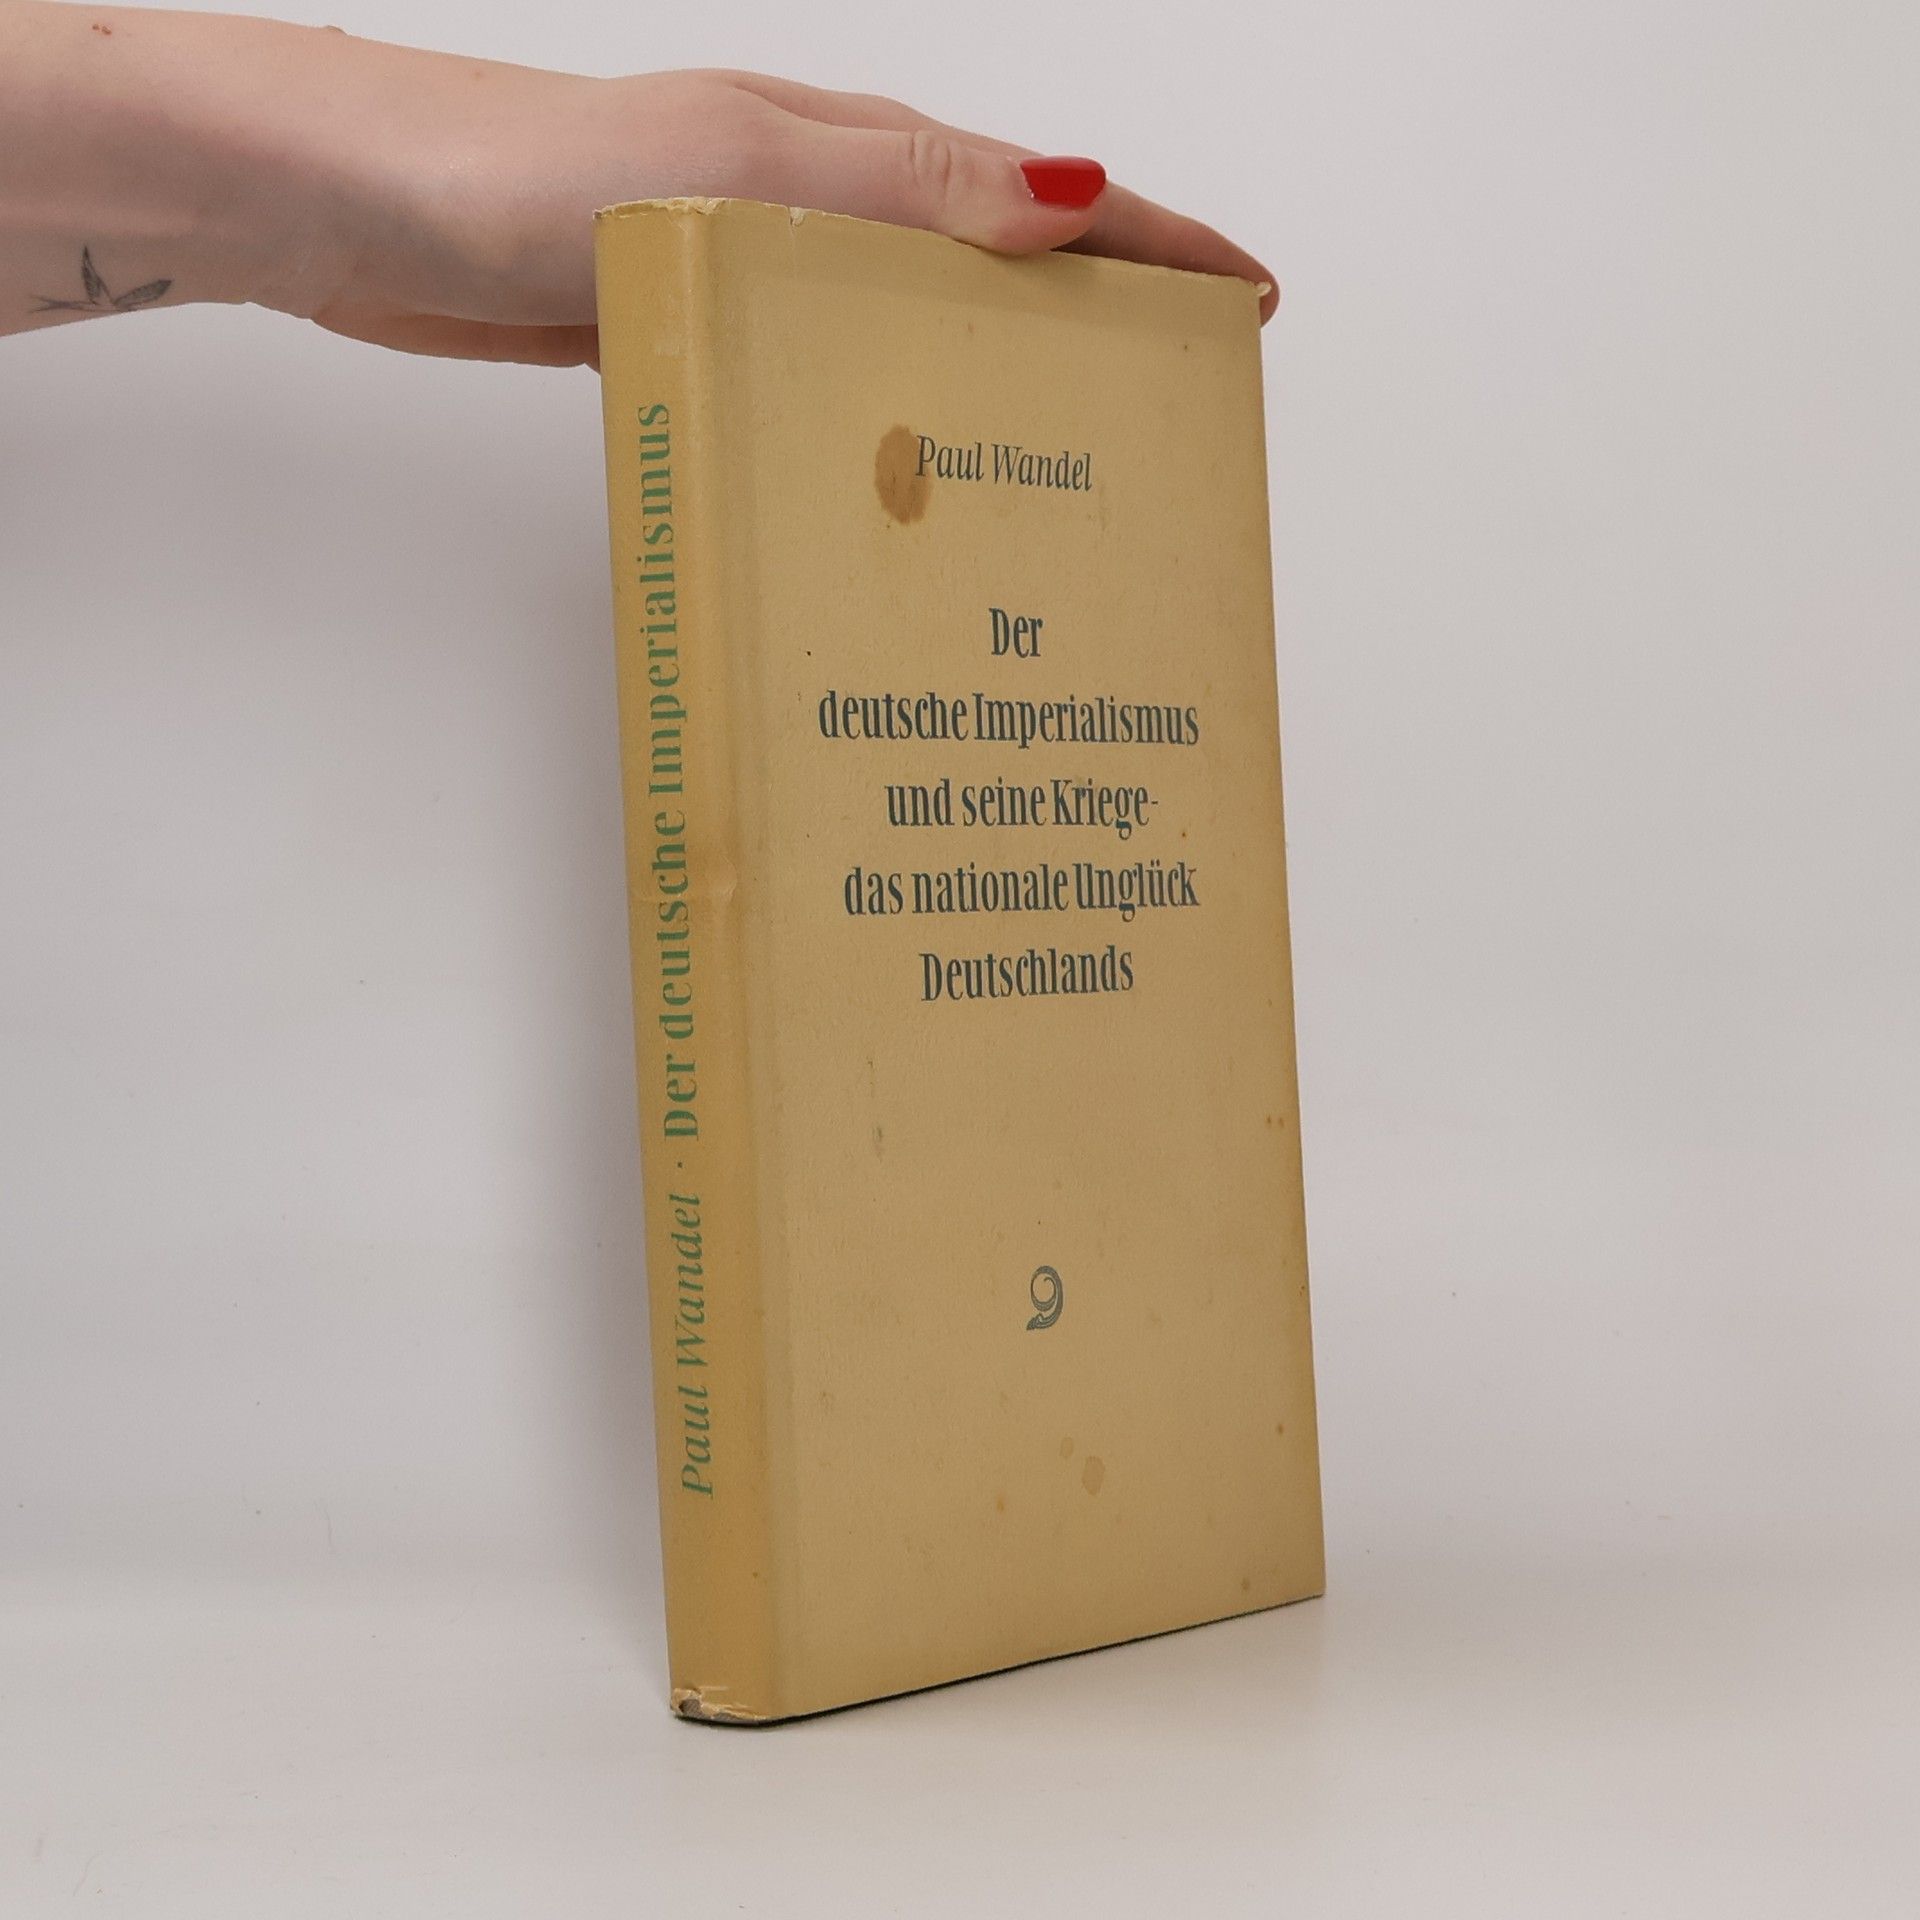 Paul Wandel · Der deutsche Imperialismus
Paul Wandel
Der
deutsche Imperialismus
und seine Kriege-
das nationale Unglück
Deutschlands